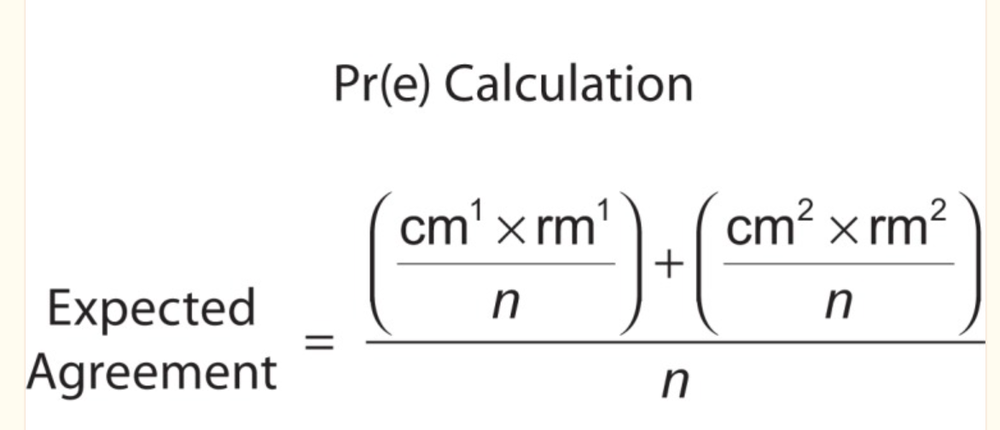 Pr(e) Calculation
Expected Agreement = ((cm¹ × rm¹ / n) + (cm² × rm² / n)) / n